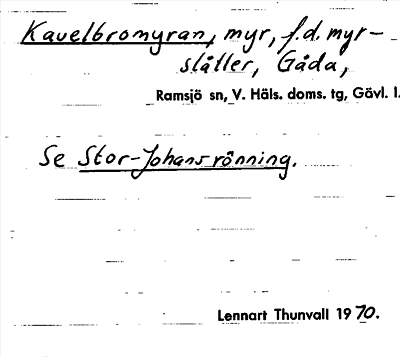 Kavelbromyran, myr, f.d. myr-
slåtter, Gåda,
Ramsjö sn, V. Häls. doms. tg, Gävl. l.
Se Stor-Johansrönning.
Lennart Thunvall 1970.